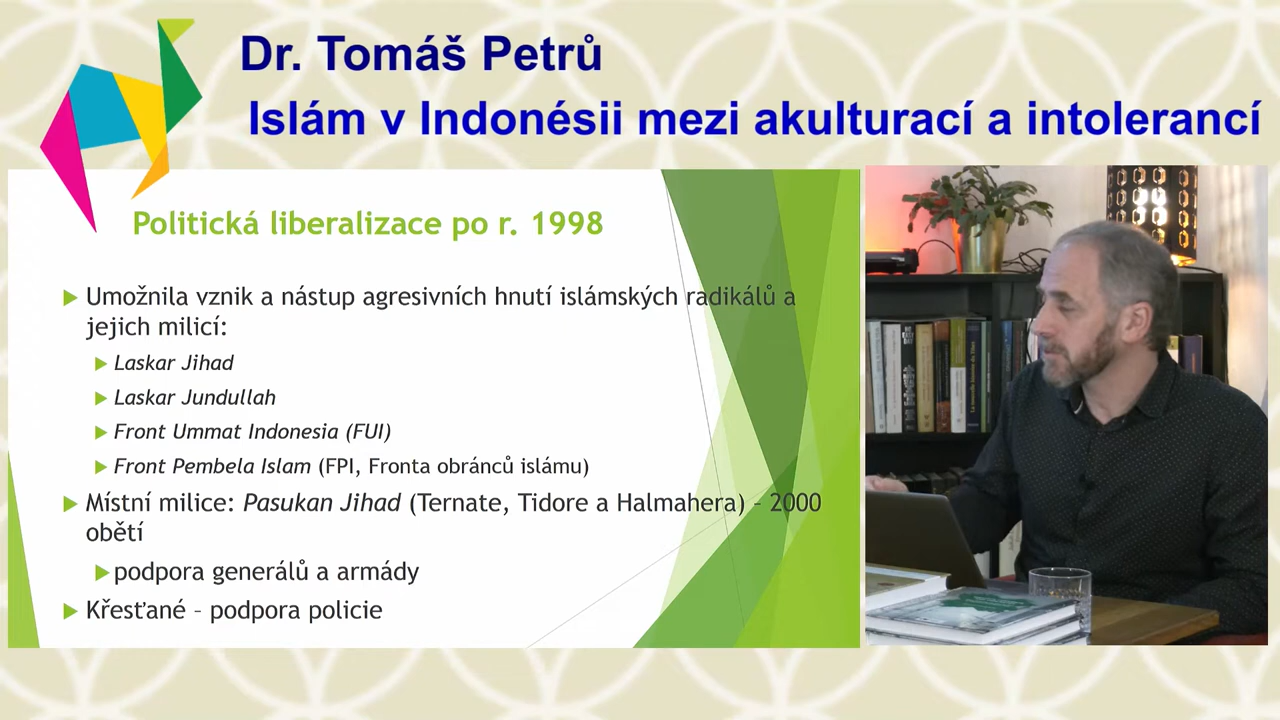 Dr. Tomáš Petrů
Islám v Indonésii mezi akulturací a intolerancí
Politická liberalizace po r. 1998
Umožnila vznik a nástup agresivních hnutí islámských radikálů a
jejich milicí:
Laskar Jihad
Laskar Jundullah
Front Ummat Indonesia (FUI)
Front Pembela Islam (FPI, Fronta obránců islámu)
Místní milice: Pasukan Jihad (Ternate, Tidore a Halmahera) – 2000
obětí
podpora generálů a armády
Křesťané – podpora policie